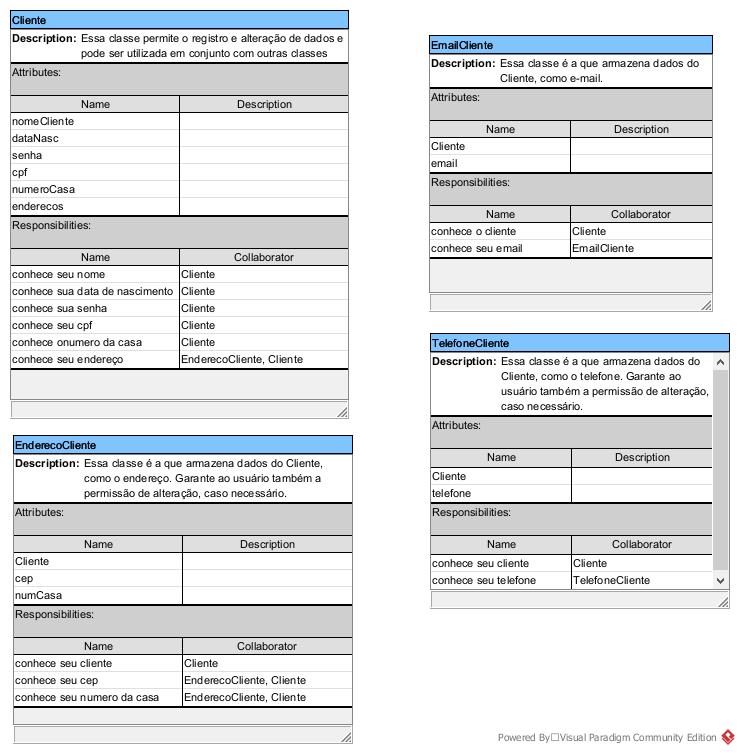 Cliente
Description: Essa classe permite o registro e alteração de dados e
pode ser utilizada em conjunto com outras classes
Attributes:
Name Description
nomeCliente
dataNasc
senha
cpf
numeroCasa
enderecos
Responsibilities:
Name Collaborator
conhece seu nome Cliente
conhece sua data de nascimento Cliente
conhece sua senha Cliente
conhece seu cpf Cliente
conhece onumero da casa Cliente
conhece seu endereço EnderecoCliente, Cliente
EnderecoCliente
Description: Essa classe é a que armazena dados do Cliente,
como o endereço. Garante ao usuário também a
permissão de alteração, caso necessário.
Attributes:
Name Description
Cliente
cep
numCasa
Responsibilities:
Name Collaborator
conhece seu cliente Cliente
conhece seu cep EnderecoCliente, Cliente
conhece seu numero da casa EnderecoCliente, Cliente
EmailCliente
Description: Essa classe é a que armazena dados do
Cliente, como e-mail.
Attributes:
Name Description
Cliente
email
Responsibilities:
Name Collaborator
conhece o cliente Cliente
conhece seu email EmailCliente
TelefoneCliente
Description: Essa classe é a que armazena dados do
Cliente, como o telefone. Garante ao
usuário também a permissão de alteração,
caso necessário.
Attributes:
Name Description
Cliente
telefone
Responsibilities:
Name Collaborator
conhece seu cliente Cliente
conhece seu telefone TelefoneCliente
Powered By□Visual Paradigm Community Edition